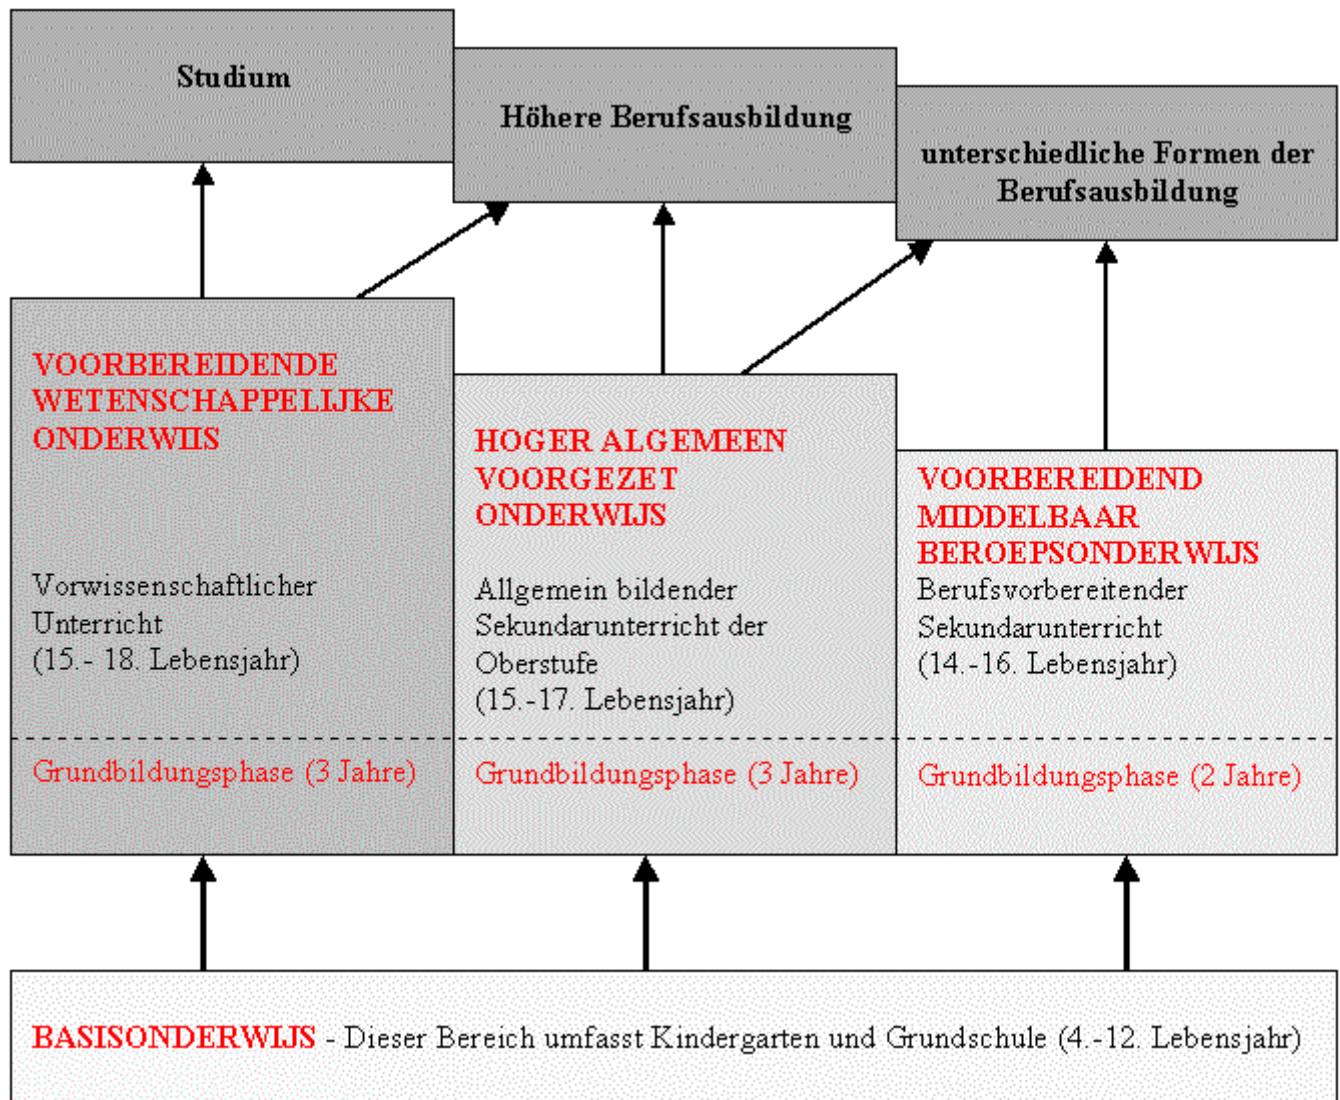 Studium
Höhere Berufsausbildung
unterschiedliche Formen der
Berufsausbildung
VOORBEREIDENDE
WETENSCHAPPELIJKE
ONDERWIIS
Vorwissenschaftlicher
Unterricht
(15.- 18. Lebensjahr)
Grundbildungsphase (3 Jahre)
HOGER ALGEMEEN
VOORGEZET
ONDERWIJS
Allgemein bildender
Sekundarunterricht der
Oberstufe
(15.-17. Lebensjahr)
Grundbildungsphase (3 Jahre)
VOORBEREIDEND
MIDDELBAAR
BEROEPSONDERWIJS
Berufsvorbereitender
Sekundarunterricht
(14.-16. Lebensjahr)
Grundbildungsphase (2 Jahre)
BASISONDERWIJS - Dieser Bereich umfasst Kindergarten und Grundschule (4.-12. Lebensjahr)